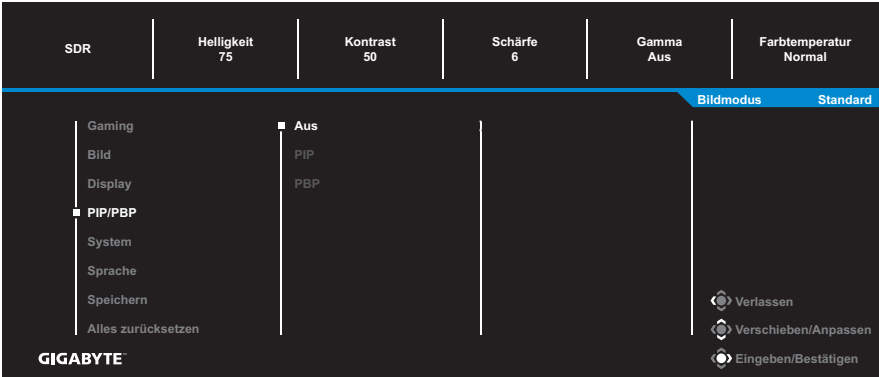 SDR
Helligkeit
75
Kontrast
50
Schärfe
6
Gamma
Aus
Farbtemperatur
Normal
Bildmodus Standard
Gaming
Bild
Display
PIP/PBP
System
Sprache
Speichern
Alles zurücksetzen
Aus
PIP
PBP
Verlassen
Verschieben/Anpassen
Eingeben/Bestätigen
GIGABYTE™